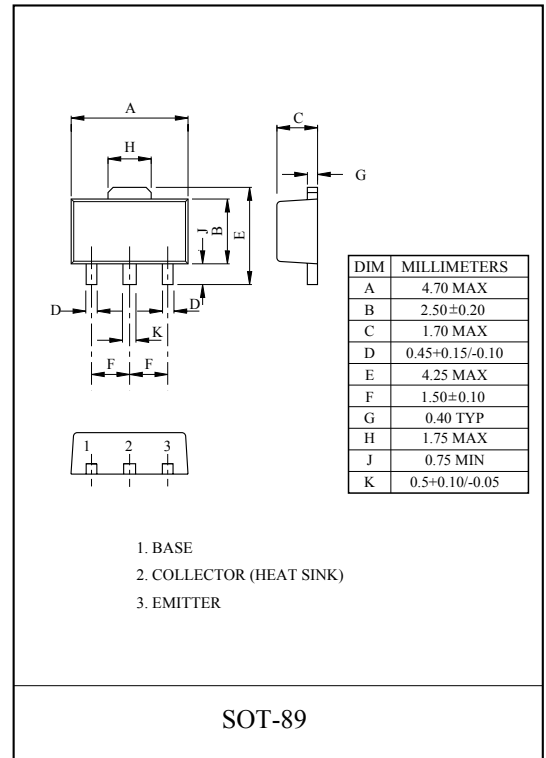 A
H
C
G
J
B
E
D
D
K
F
F
DIM MILLIMETERS
A 4.70 MAX
B 2.50±0.20
C 1.70 MAX
D 0.45+0.15/-0.10
E 4.25 MAX
F 1.50±0.10
G 0.40 TYP
H 1.75 MAX
J 0.75 MIN
K 0.5+0.10/-0.05
1 2 3
1. BASE
2. COLLECTOR (HEAT SINK)
3. EMITTER
SOT-89